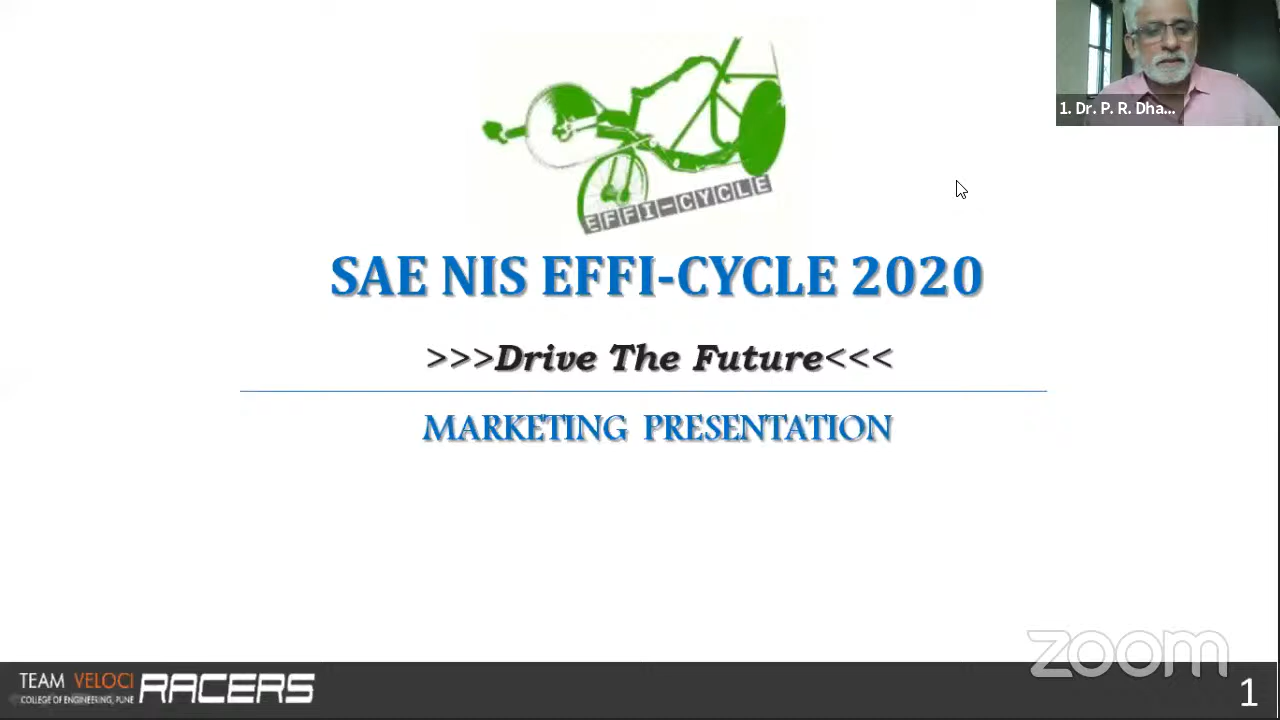 1. Dr. P. R. Dha...
EFFI-CYCLE
SAE NIS EFFI-CYCLE 2020
>>>Drive The Future<<<
MARKETING PRESENTATION
zoom
TEAM VELOCI RACERS
COLLEGE OF ENGINEERING, PUNE
1